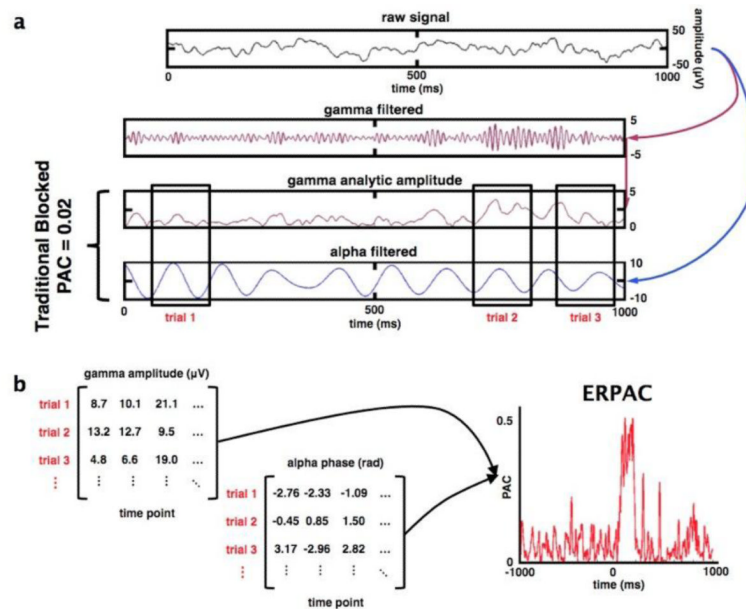 a
raw signal
50
-50
amplitude (µV)
0
500
1000
time (ms)
gamma filtered
5
-5
gamma analytic amplitude
5
0
Traditional Blocked
PAC = 0.02
alpha filtered
10
-10
0
500
1000
trial 1
time (ms)
trial 2
trial 3
b
gamma amplitude (µV)
trial 1 8.7 10.1 21.1 ...
trial 2 13.2 12.7 9.5 ...
trial 3 4.8 6.6 19.0 ...
time point
alpha phase (rad)
trial 1 -2.76 -2.33 -1.09 ...
trial 2 -0.45 0.85 1.50 ...
trial 3 3.17 -2.96 2.82 ...
time point
ERPAC
0.5
PAC
0
-1000
0
1000
time (ms)